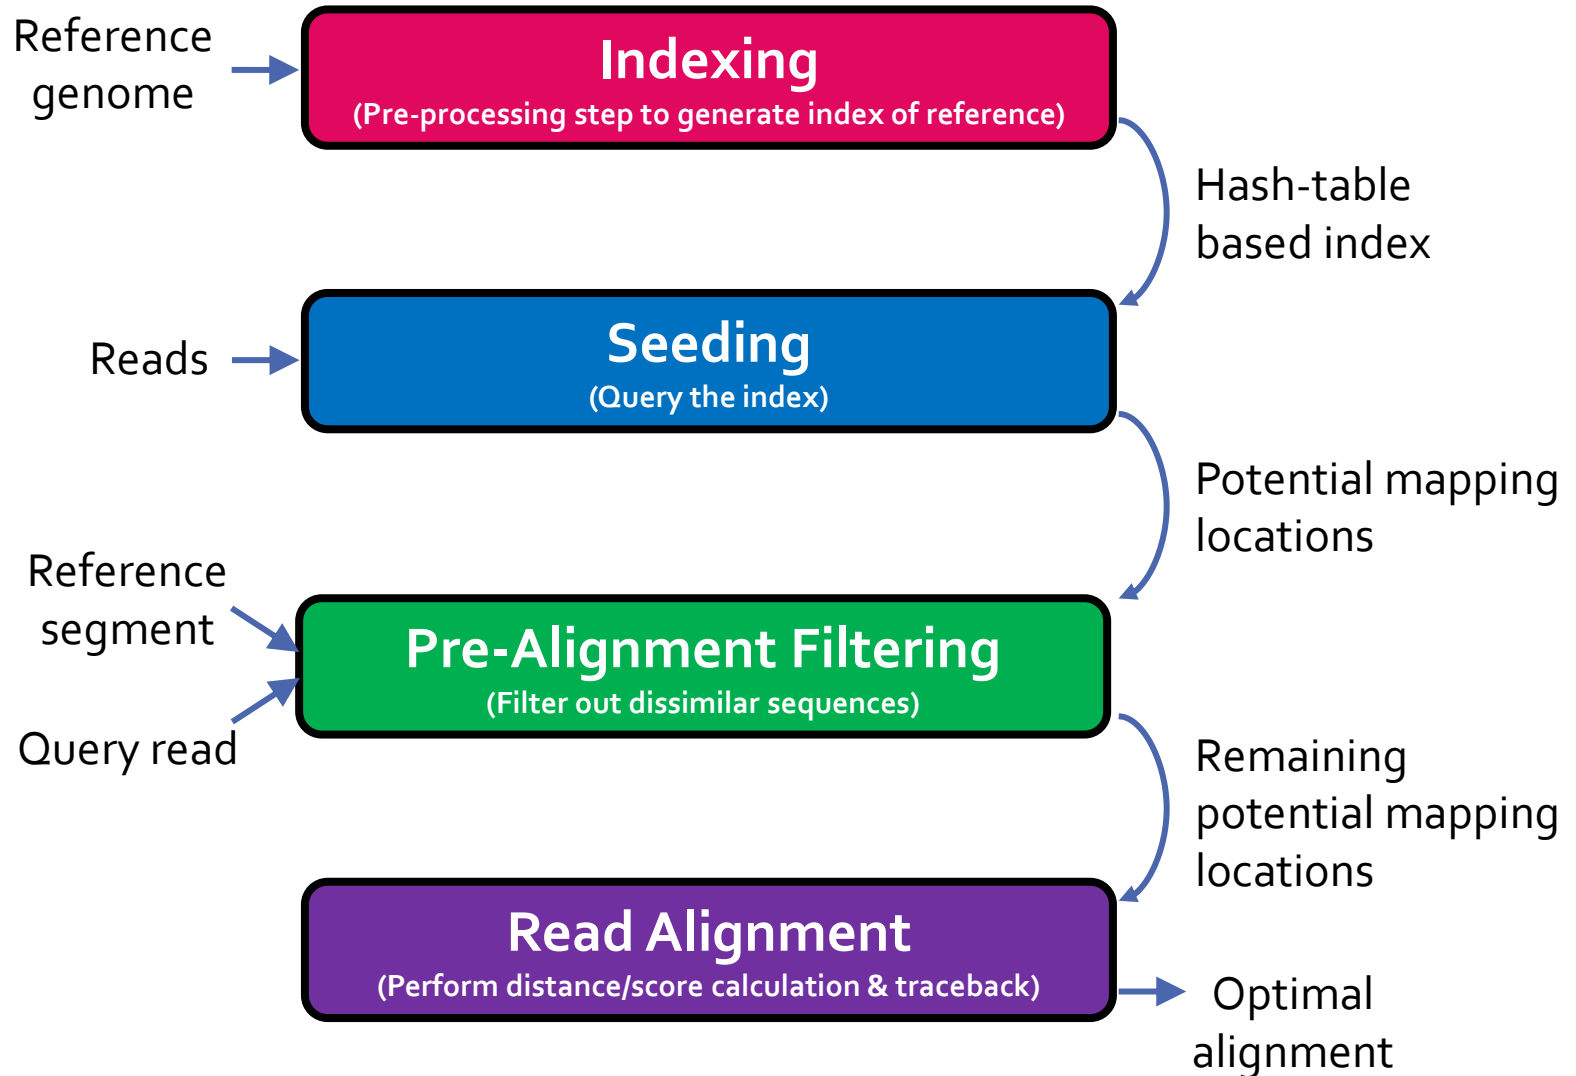 Reference
genome
Indexing
(Pre-processing step to generate index of reference)
Hash-table
based index
Reads
Seeding
(Query the index)
Potential mapping
locations
Reference
segment
Query read
Pre-Alignment Filtering
(Filter out dissimilar sequences)
Remaining
potential mapping
locations
Read Alignment
(Perform distance/score calculation & traceback)
Optimal
alignment